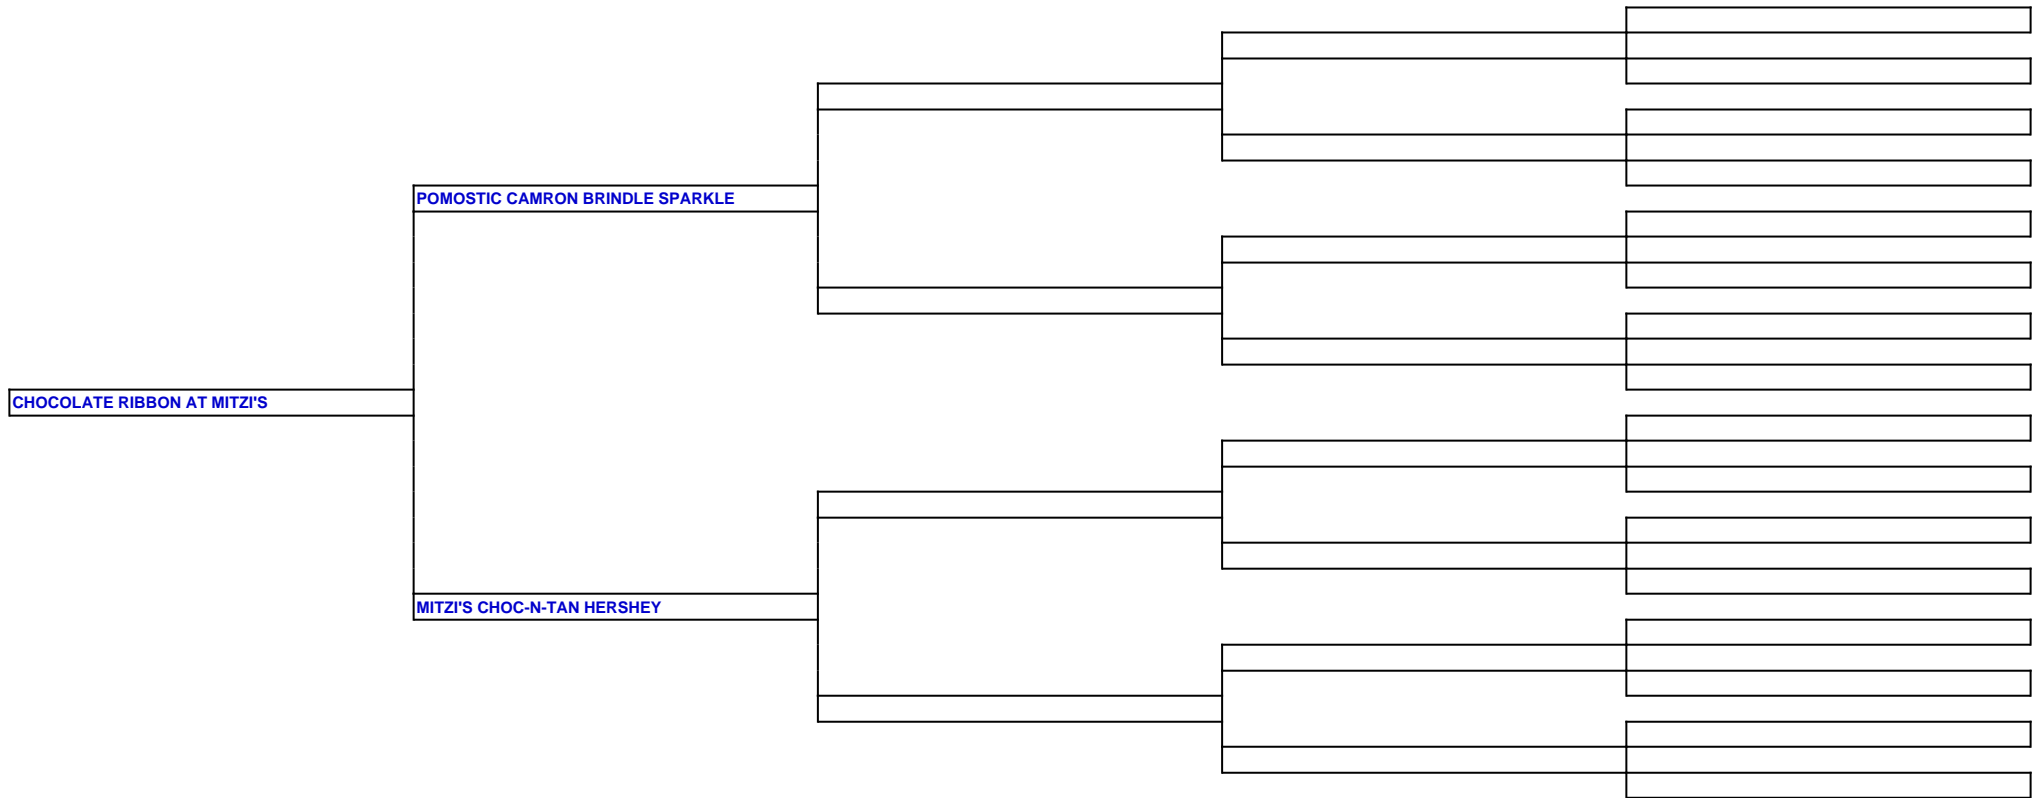 POMOSTIC CAMRON BRINDLE SPARKLE
CHOCOLATE RIBBON AT MITZI'S
MITZI'S CHOC-N-TAN HERSHEY